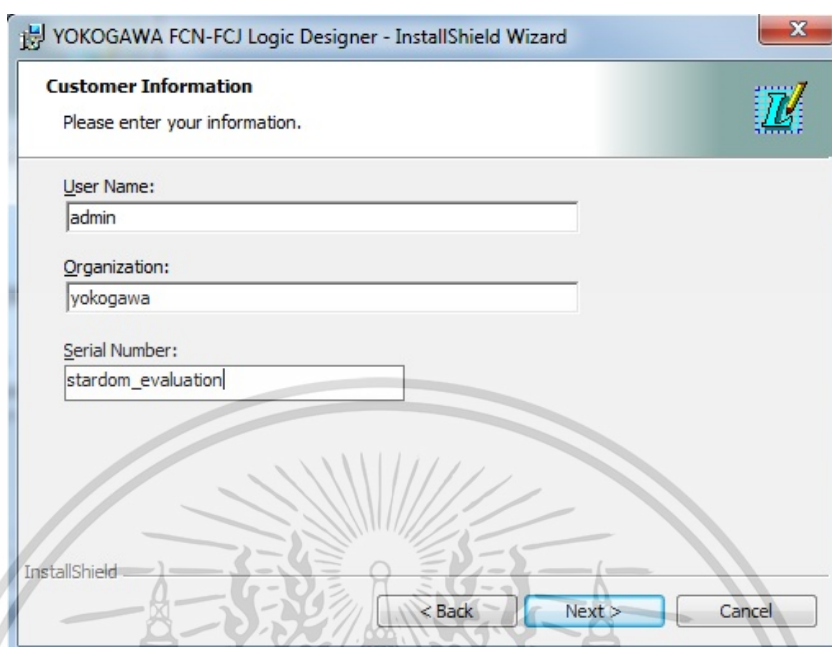 YOKOGAWA FCN-FCJ Logic Designer - InstallShield Wizard
Customer Information
Please enter your information.
User Name:
admin
Organization:
yokogawa
Serial Number:
stardom_evaluation
InstallShield
< Back Next > Cancel